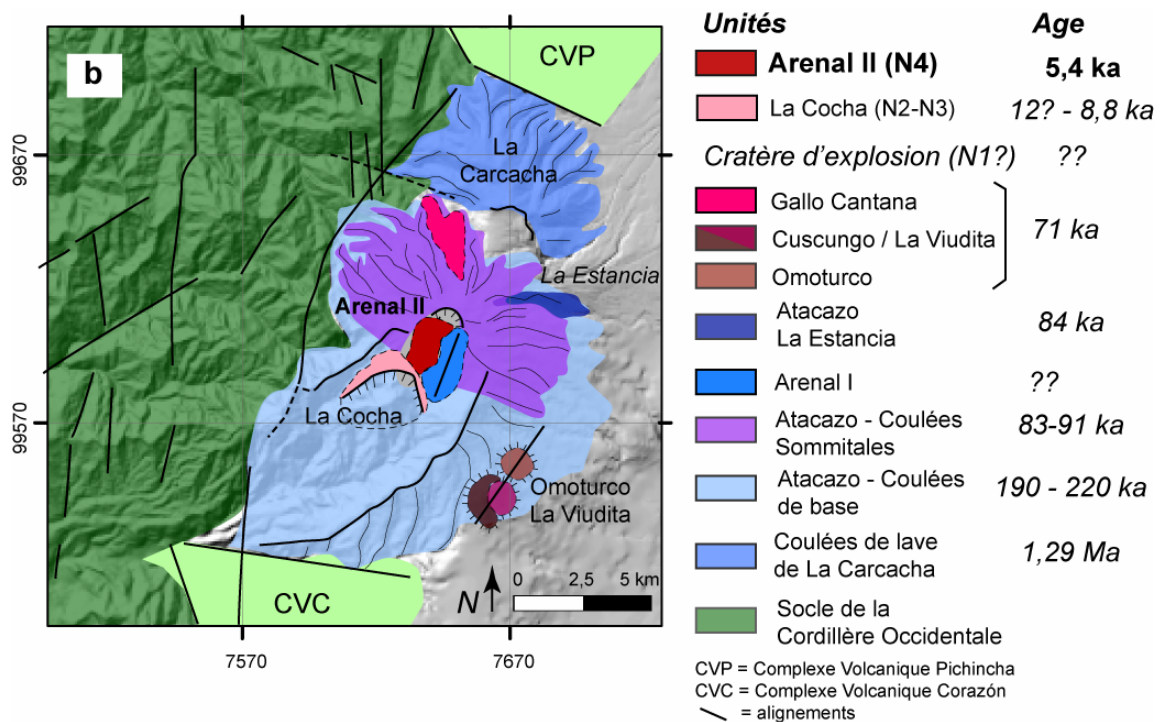 b
CVP
La
Carcacha
La Estancia
Arenal II
La Cocha
Omoturco
La Viudita
CVC
N
0 2,5 5 km
99670
99570
7570
7670
Unités Age
Arenal II (N4) 5,4 ka
La Cocha (N2-N3) 12? - 8,8 ka
Cratère d'explosion (N1?) ??
Gallo Cantana
Cuscungo / La Viudita 71 ka
Omoturco
Atacazo
La Estancia 84 ka
Arenal I ??
Atacazo - Coulées 83-91 ka
Sommitales
Atacazo - Coulées 190 - 220 ka
de base
Coulées de lave 1,29 Ma
de La Carcacha
Socle de la
Cordillère Occidentale
CVP = Complexe Volcanique Pichincha
CVC = Complexe Volcanique Corazón
= alignements